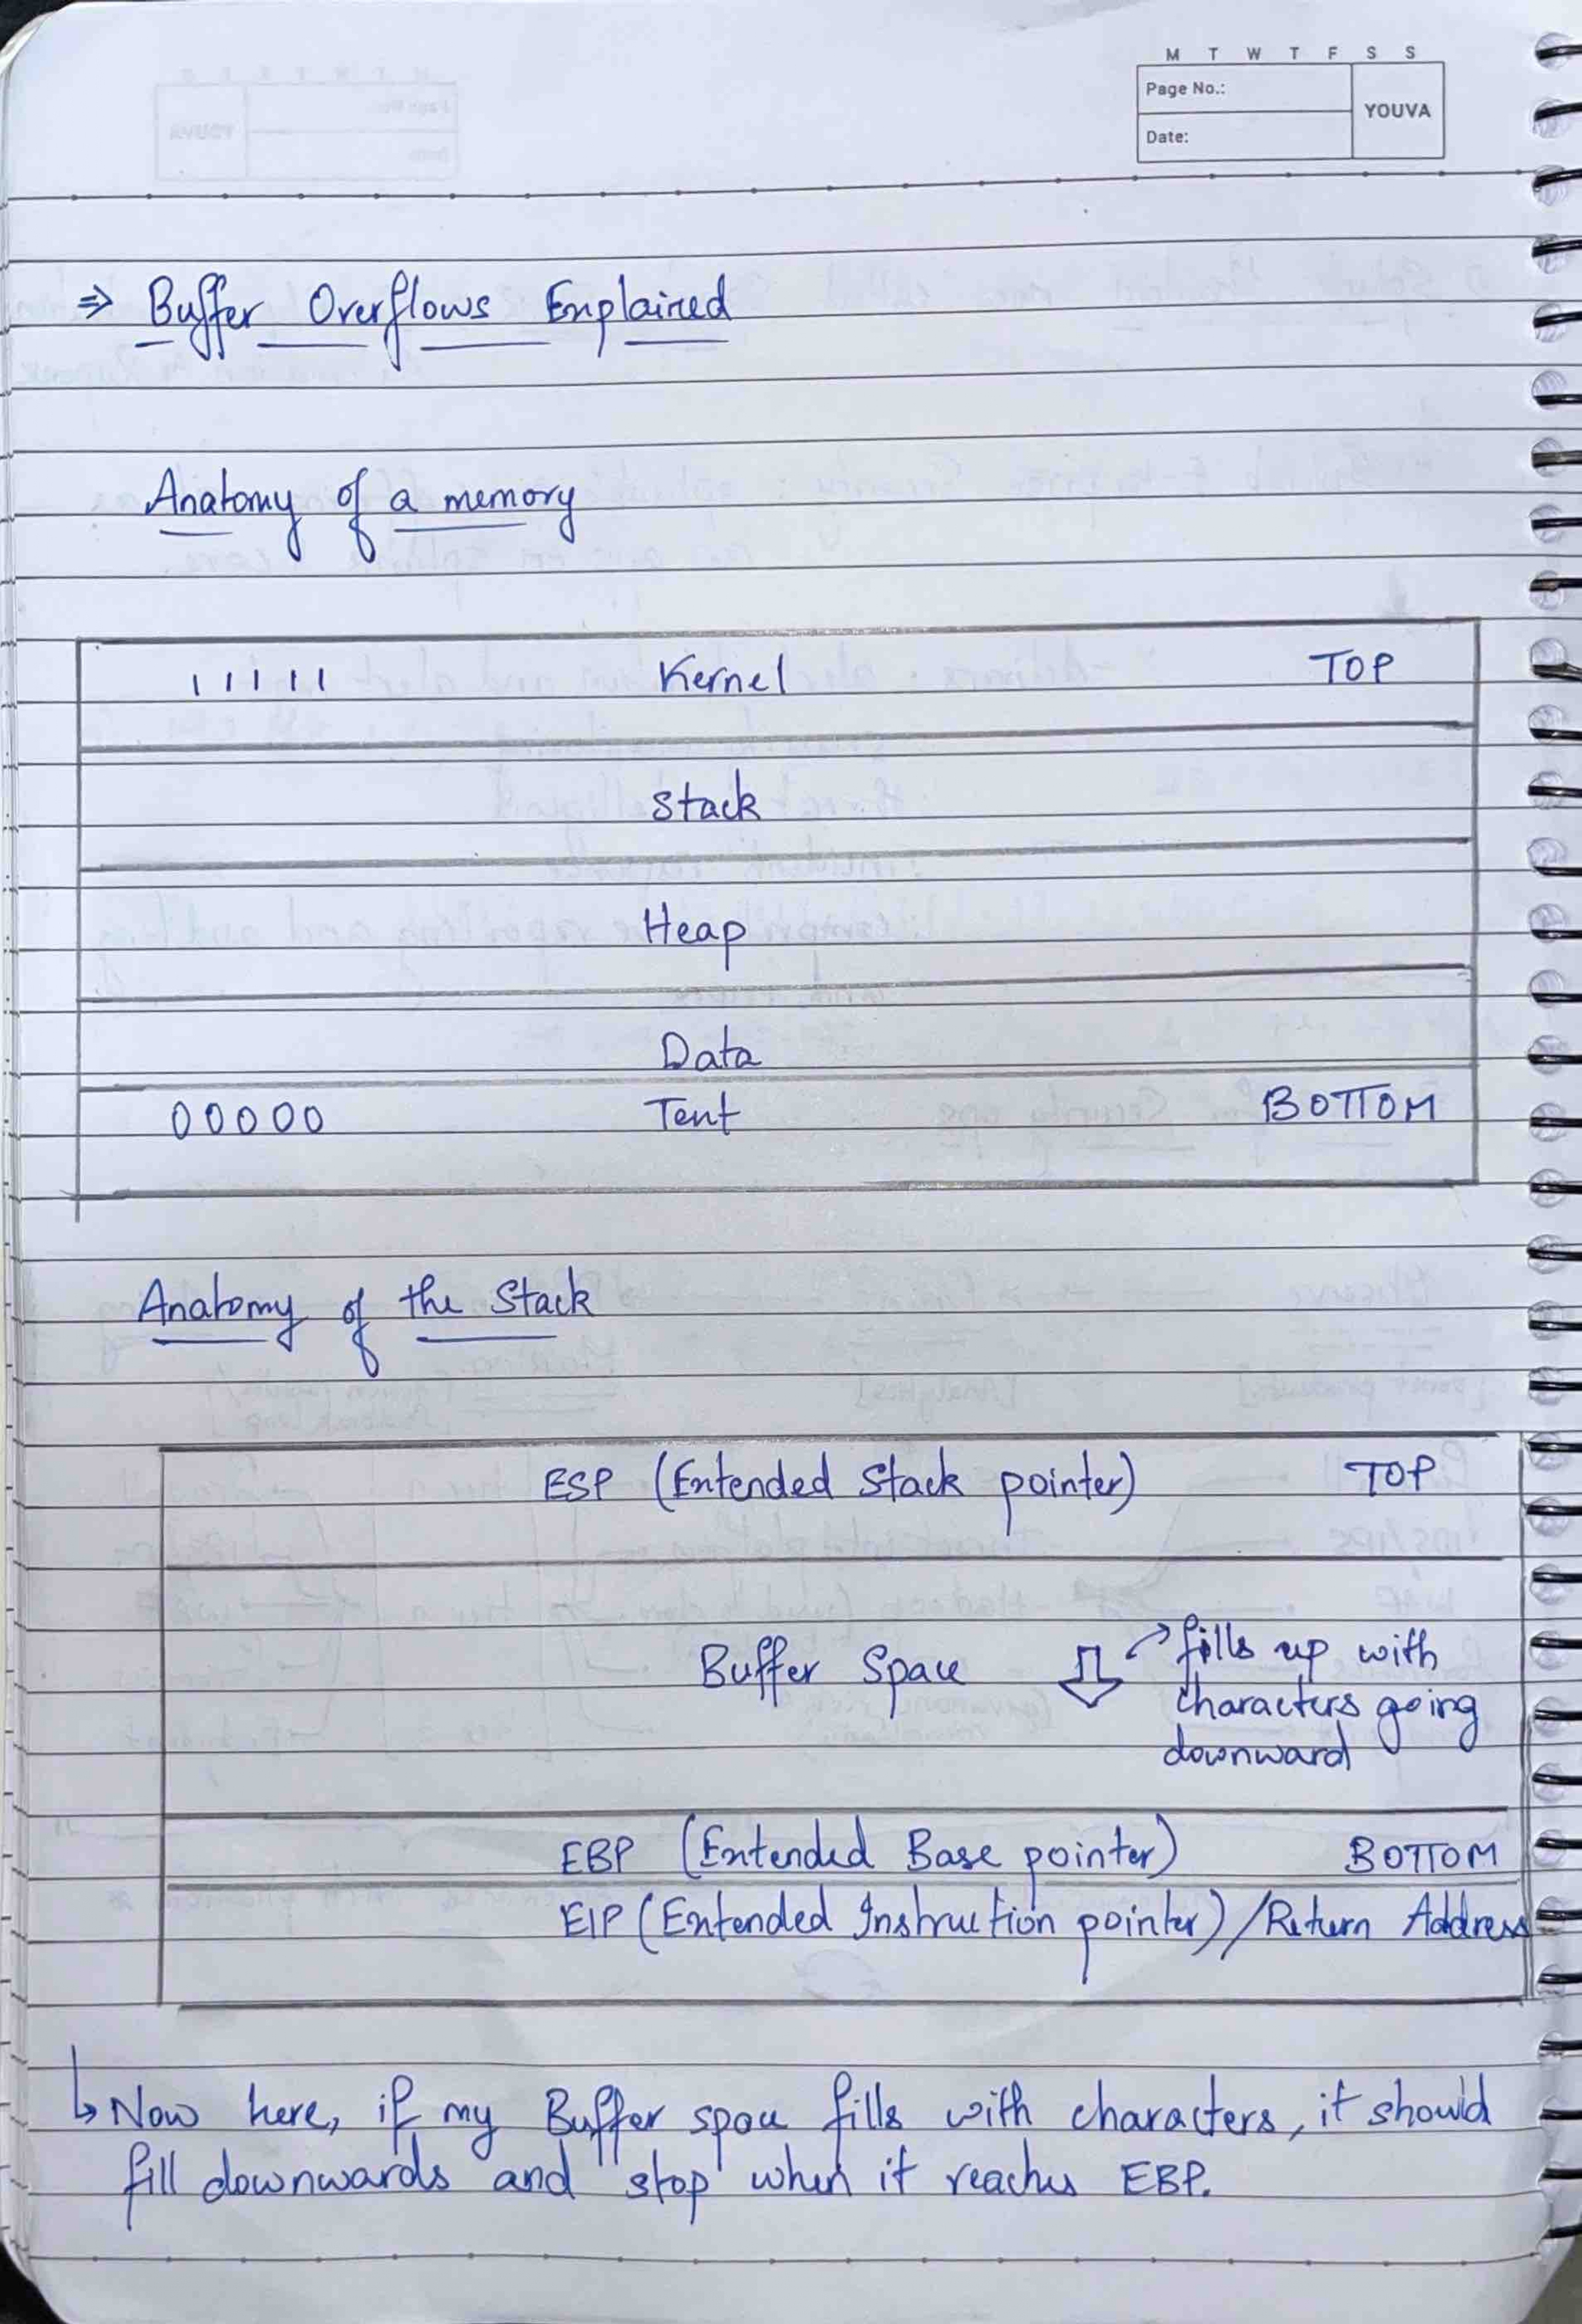 M T W T F S S
Page No.:
YOUVA
Date:
⇒ Buffer Overflows Explained
Anatomy of a memory
11111 Kernel TOP
Stack
Heap
Data
00000 Text BOTTOM
Anatomy of the Stack
ESP (Extended Stack pointer) TOP
Buffer Space ⇩ → fills up with
characters going
downward
EBP (Extended Base pointer) BOTTOM
EIP (Extended Instruction pointer) / Return Address
↳ Now here, if my Buffer space fills with characters, it should
fill downwards and "stop" when it reaches EBP.